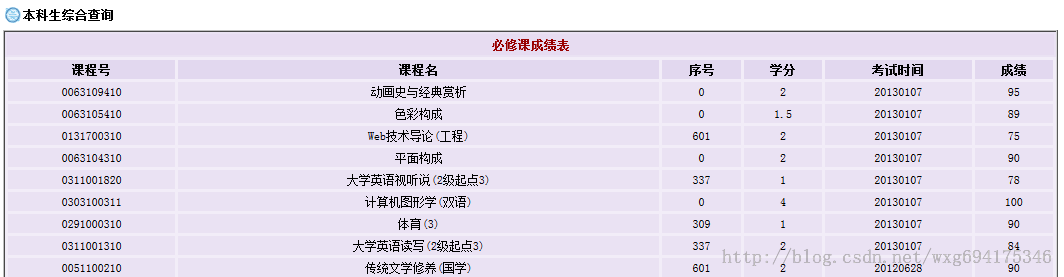 本科生综合查询
必修课成绩表
课程号 课程名 序号 学分 考试时间 成绩
0063109410 动画史与经典赏析 0 2 20130107 95
0063105410 色彩构成 0 1.5 20130107 89
0131700310 Web技术导论(工程) 601 2 20130107 75
0063104310 平面构成 0 2 20130107 90
0311001820 大学英语视听说(2级起点3) 337 1 20130107 78
0303100311 计算机图形学(双语) 0 4 20130107 100
0291000310 体育(3) 309 1 20130107 90
0311001310 大学英语读写(2级起点3) 337 2 20130107 84
http://blog.csdn.net/wxg694175346
0051100210 传统文学修养(国学) 601 2 20120628 90